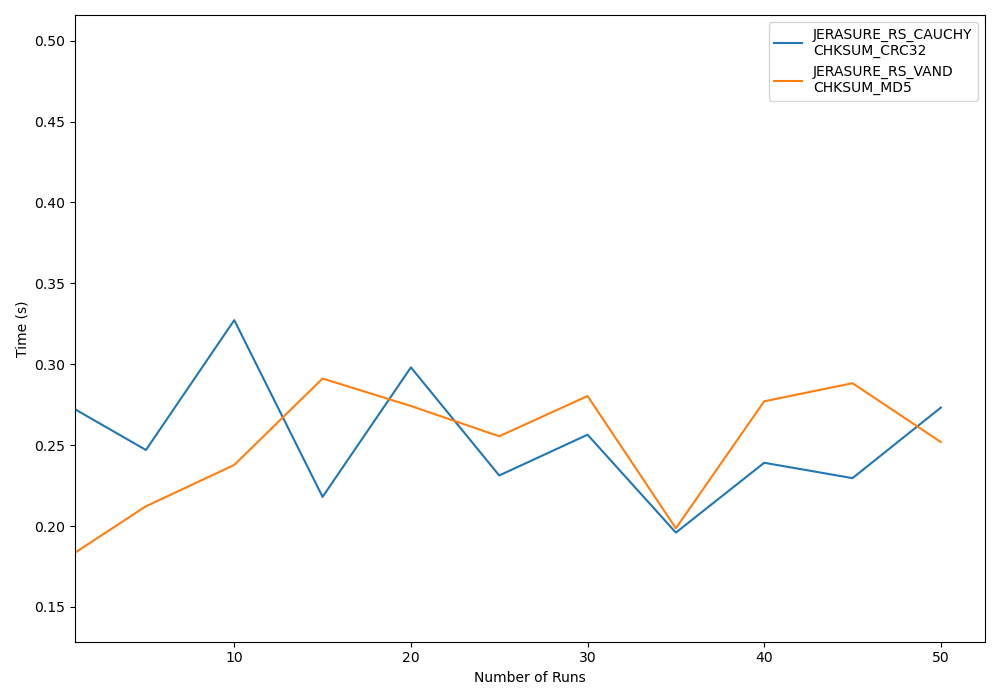 0.50
0.45
0.40
0.35
0.30
0.25
0.20
0.15
Time (s)
10 20 30 40 50
Number of Runs
JERASURE_RS_CAUCHY
CHKSUM_CRC32
JERASURE_RS_VAND
CHKSUM_MD5